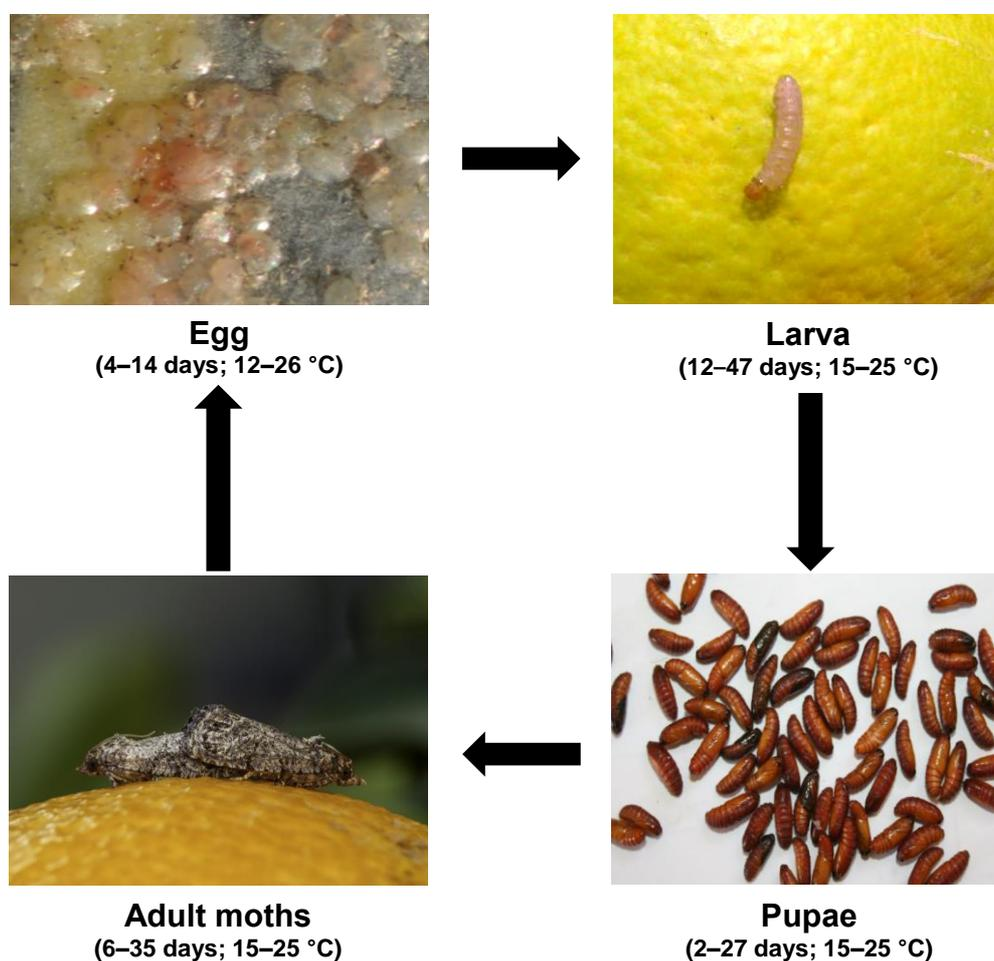 Egg
(4–14 days; 12–26 °C)
Larva
(12–47 days; 15–25 °C)
Adult moths
(6–35 days; 15–25 °C)
Pupae
(2–27 days; 15–25 °C)